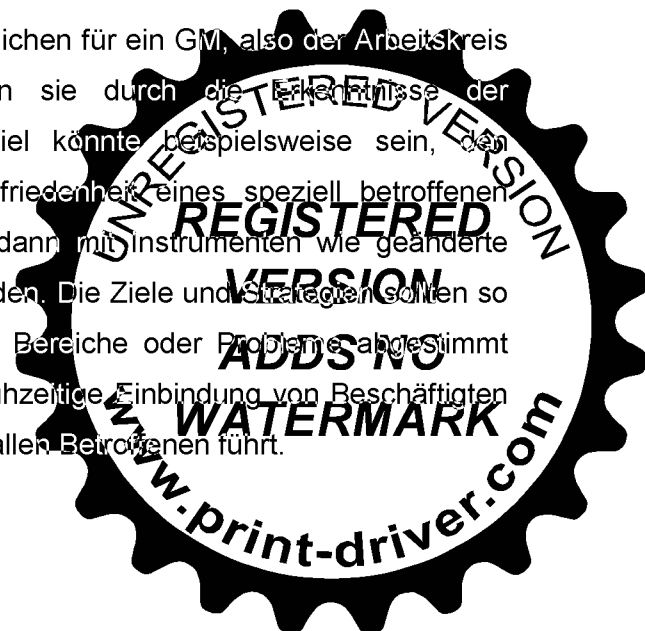 ichen für ein GM, also der Arbeitskreis
n sie durch die Erkenntnisse der
iel könnte beispielsweise sein, den
friedenheit eines speziell betroffenen
dann mit Instrumenten wie geänderte
den. Die Ziele und Strategien sollten so
Bereiche oder Probleme abgestimmt
hzeitige Einbindung von Beschäftigten
allen Betroffenen führt.
UNREGISTERED VERSION
REGISTERED
VERSION
ADDS NO
WATERMARK
www.print-driver.com